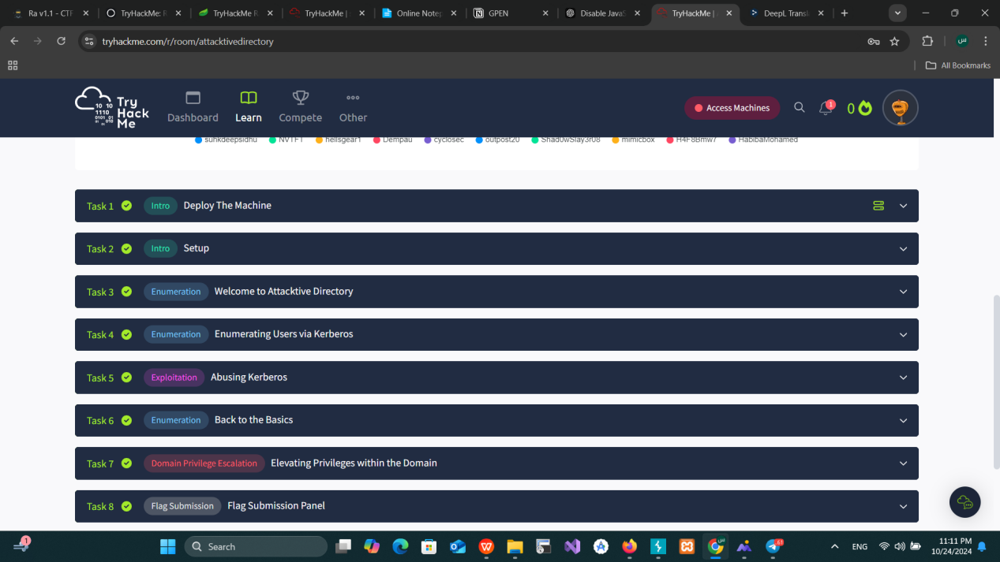 Ra v1.1 - CTF
TryHackMe: R
TryHackMe R
TryHackMe |
Online Notep
GPEN
Disable JavaS
TryHackMe |
DeepL Transl
tryhackme.com/r/room/attacktivedirectory
س
All Bookmarks
Try Hack Me
Dashboard
Learn
Compete
Other
Access Machines
1
0
suhkdeepsidhu
NVTF1
hellsgear1
Dempau
cyclosec
outpost20
Shad0wSlay3r08
mimicbox
H4F8Bmw7
HabibaMohamed
Task 1 Intro Deploy The Machine
Task 2 Intro Setup
Task 3 Enumeration Welcome to Attacktive Directory
Task 4 Enumeration Enumerating Users via Kerberos
Task 5 Exploitation Abusing Kerberos
Task 6 Enumeration Back to the Basics
Task 7 Domain Privilege Escalation Elevating Privileges within the Domain
Task 8 Flag Submission Flag Submission Panel
1
Search
ENG
11:11 PM
10/24/2024